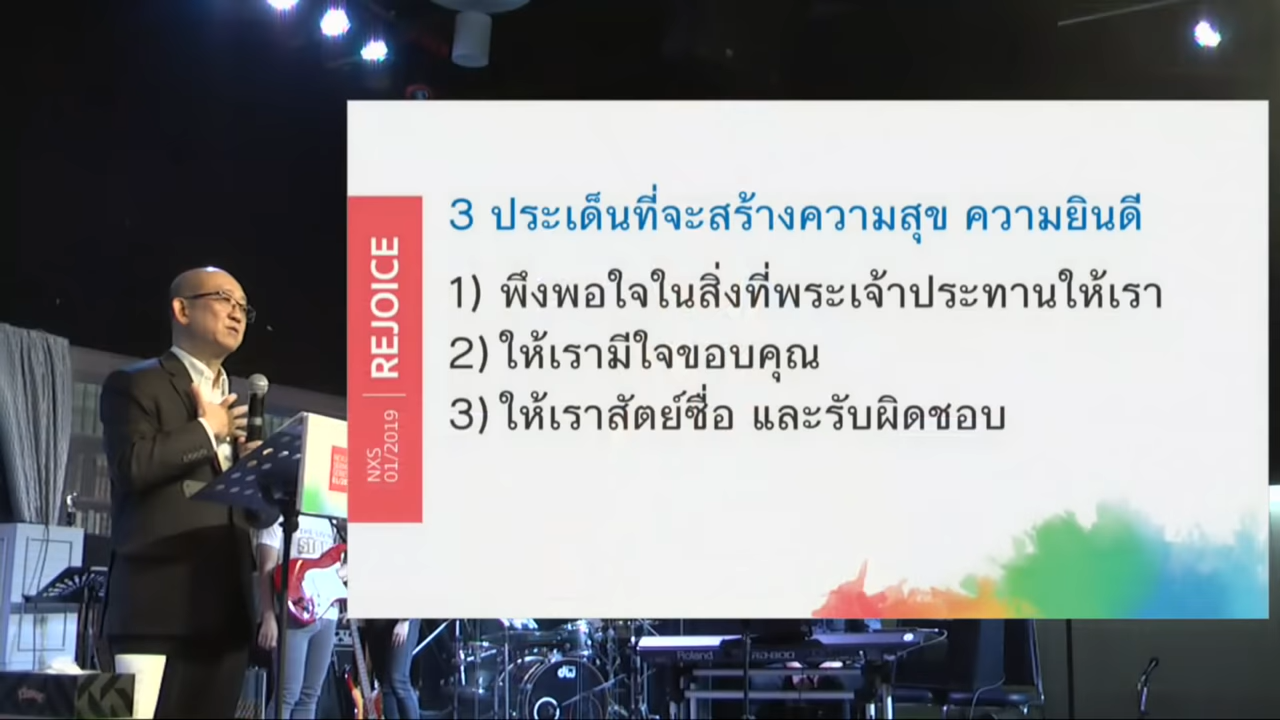 3 ประเด็นที่จะสร้างความสุข ความยินดี
1) พึงพอใจในสิ่งที่พระเจ้าประทานให้เรา
2) ให้เรามีใจขอบคุณ
3) ให้เราสัตย์ซื่อ และรับผิดชอบ
REJOICE
NXS
01/2019
Roland
RD-800
dw